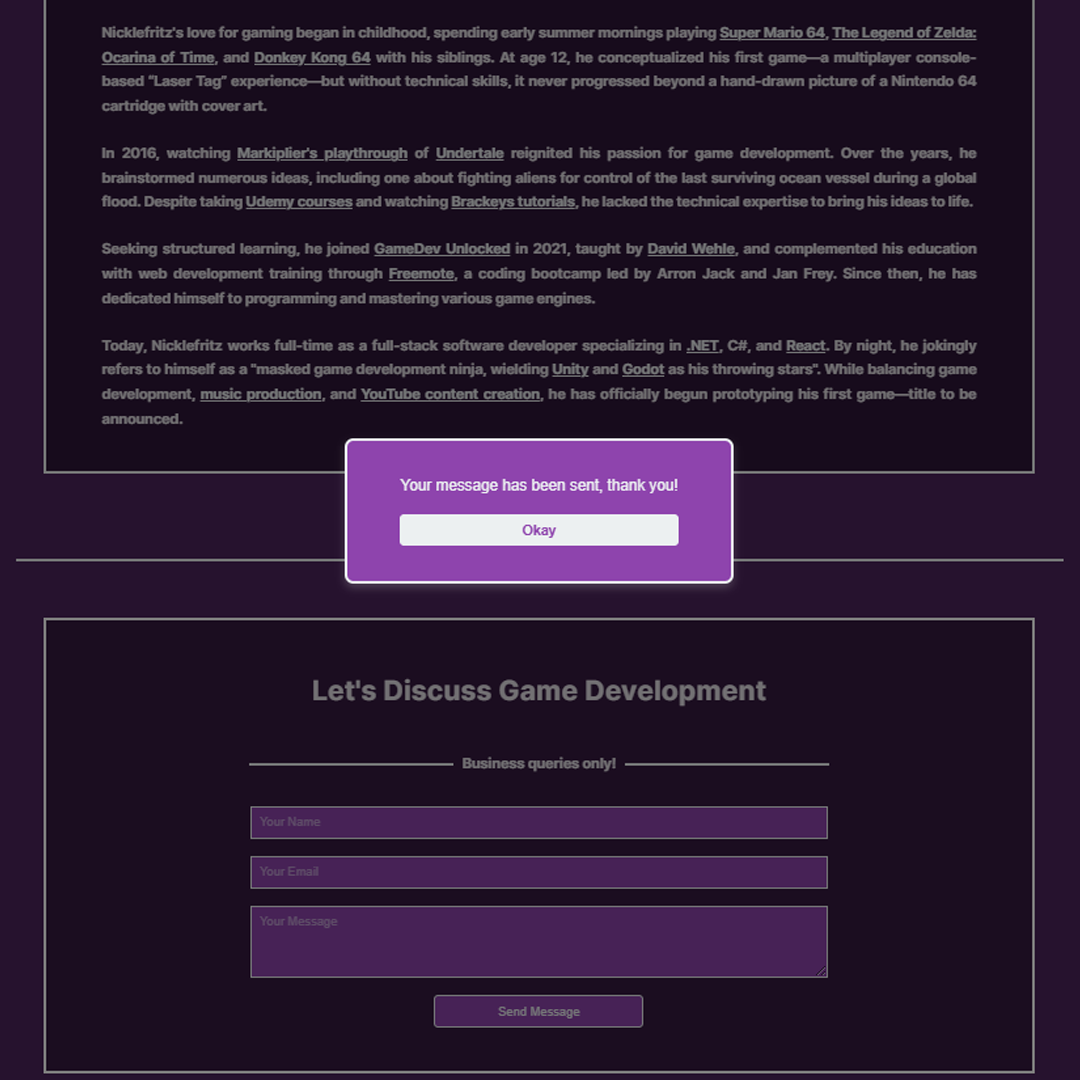 Nicklefritz's love for gaming began in childhood, spending early summer mornings playing Super Mario 64, The Legend of Zelda:
Ocarina of Time, and Donkey Kong 64 with his siblings. At age 12, he conceptualized his first game—a multiplayer console-
based "Laser Tag" experience—but without technical skills, it never progressed beyond a hand-drawn picture of a Nintendo 64
cartridge with cover art.
In 2016, watching Markiplier's playthrough of Undertale reignited his passion for game development. Over the years, he
brainstormed numerous ideas, including one about fighting aliens for control of the last surviving ocean vessel during a global
flood. Despite taking Udemy courses and watching Brackeys tutorials, he lacked the technical expertise to bring his ideas to life.
Seeking structured learning, he joined GameDev Unlocked in 2021, taught by David Wehle, and complemented his education
with web development training through Freemote, a coding bootcamp led by Arron Jack and Jan Frey. Since then, he has
dedicated himself to programming and mastering various game engines.
Today, Nicklefritz works full-time as a full-stack software developer specializing in .NET, C#, and React. By night, he jokingly
refers to himself as a "masked game development ninja, wielding Unity and Godot as his throwing stars". While balancing game
development, music production, and YouTube content creation, he has officially begun prototyping his first game—title to be
announced.
Your message has been sent, thank you!
Okay
Let's Discuss Game Development
Business queries only!
Your Name
Your Email
Your Message
Send Message